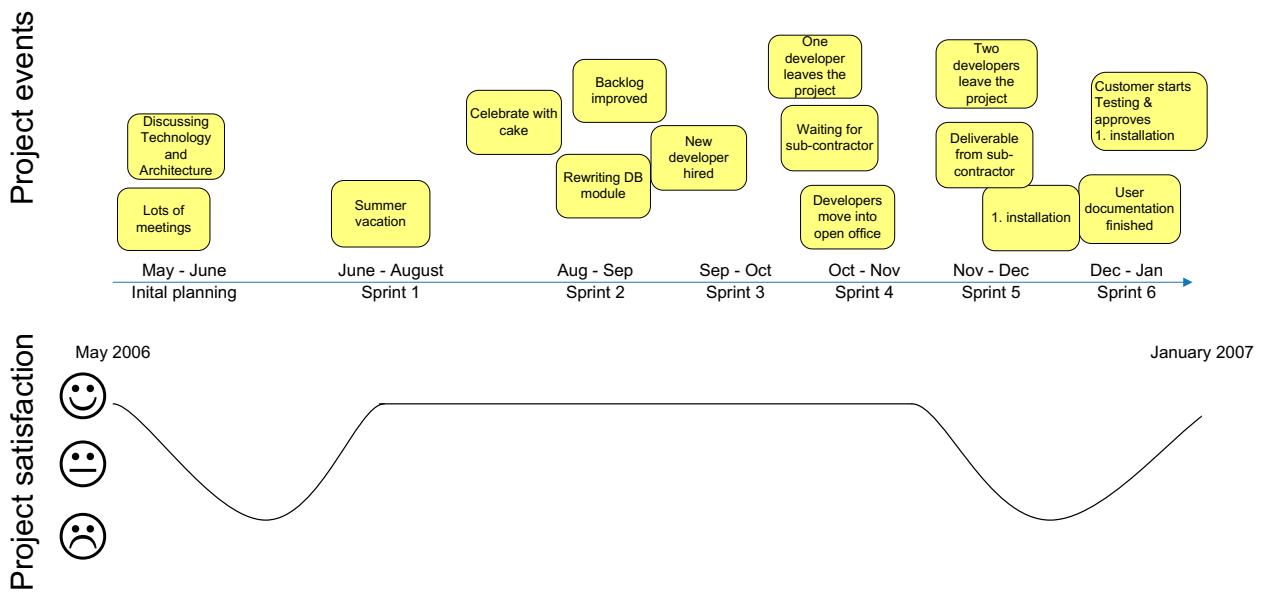 Project events
Discussing
Technology
and
Architecture
Lots of
meetings
Summer
vacation
Celebrate with
cake
Backlog
improved
Rewriting DB
module
New
developer
hired
One
developer
leaves the
project
Waiting for
sub-contractor
Developers
move into
open office
Two
developers
leave the
project
Deliverable
from sub-
contractor
1. installation
Customer starts
Testing &
approves
1. installation
User
documentation
finished
May - June
June - August
Aug - Sep
Sep - Oct
Oct - Nov
Nov - Dec
Dec - Jan
Inital planning
Sprint 1
Sprint 2
Sprint 3
Sprint 4
Sprint 5
Sprint 6
Project satisfaction
May 2006
January 2007